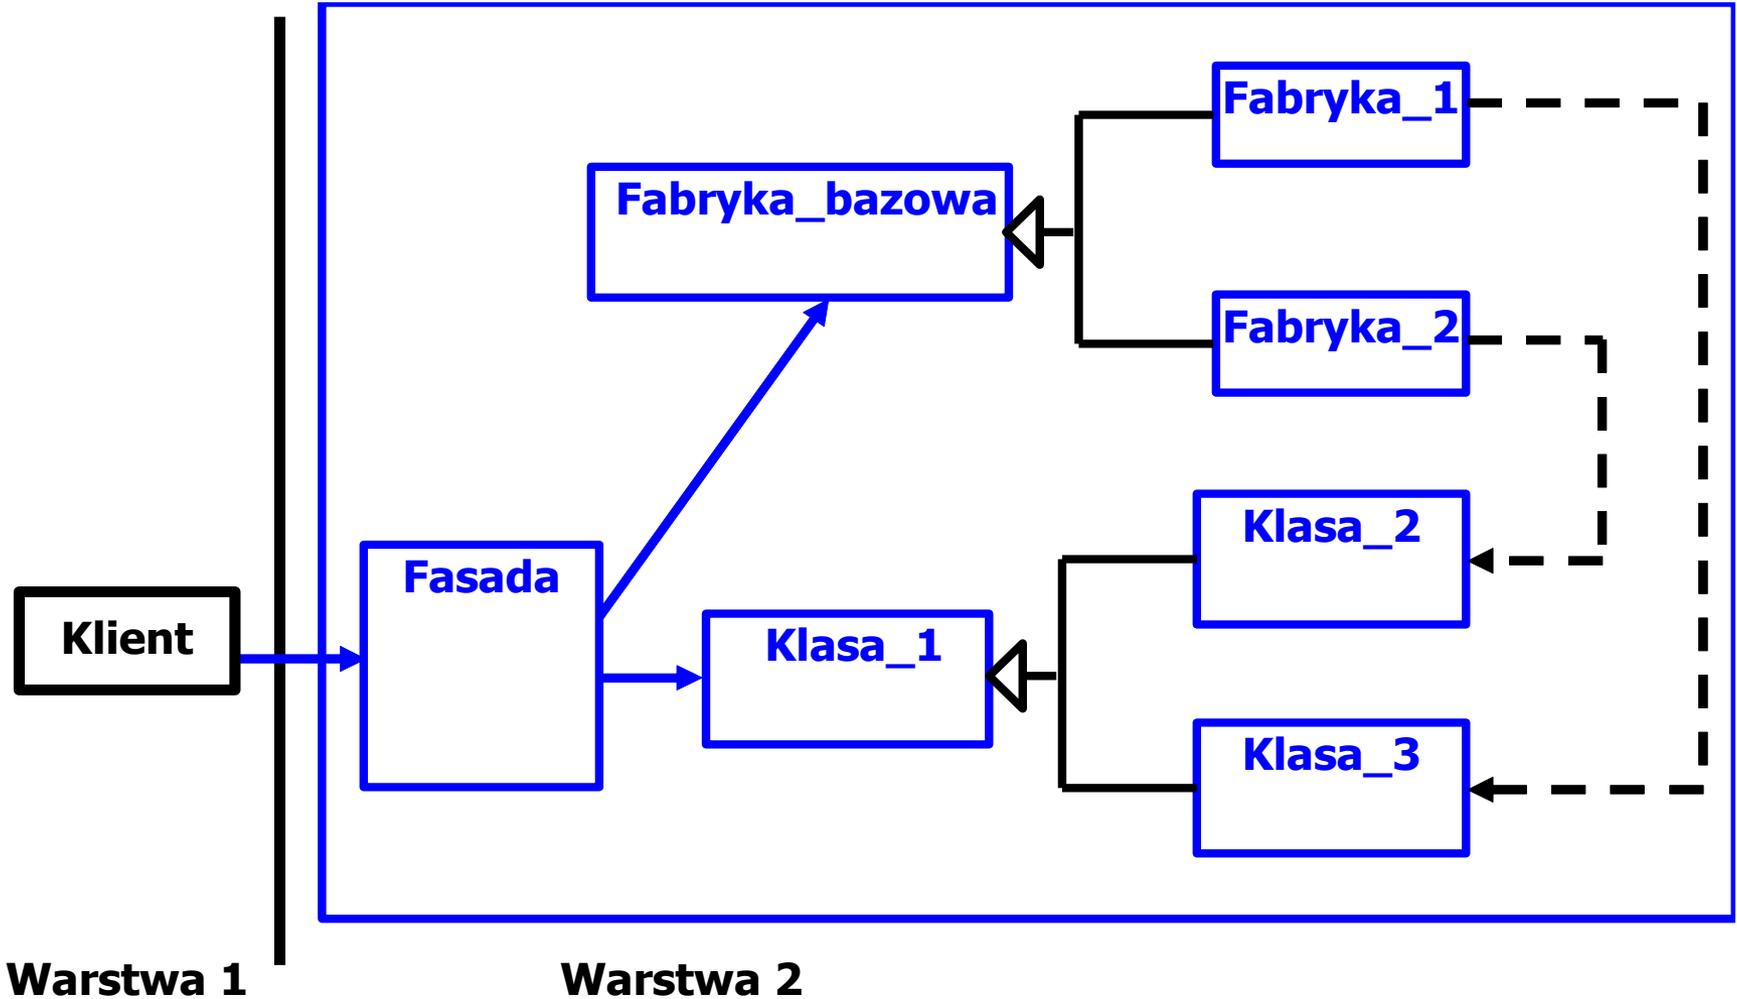 Fabryka_1
Fabryka_bazowa
Fabryka_2
Klasa_2
Fasada
Klient
Klasa_1
Klasa_3
Warstwa 1
Warstwa 2